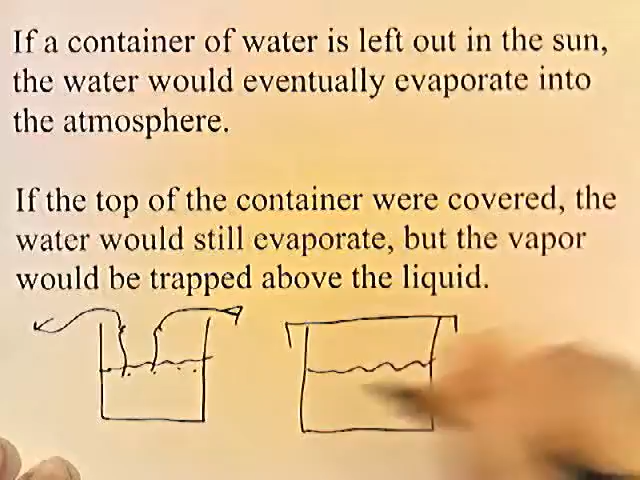 If a container of water is left out in the sun,
the water would eventually evaporate into
the atmosphere.
If the top of the container were covered, the
water would still evaporate, but the vapor
would be trapped above the liquid.